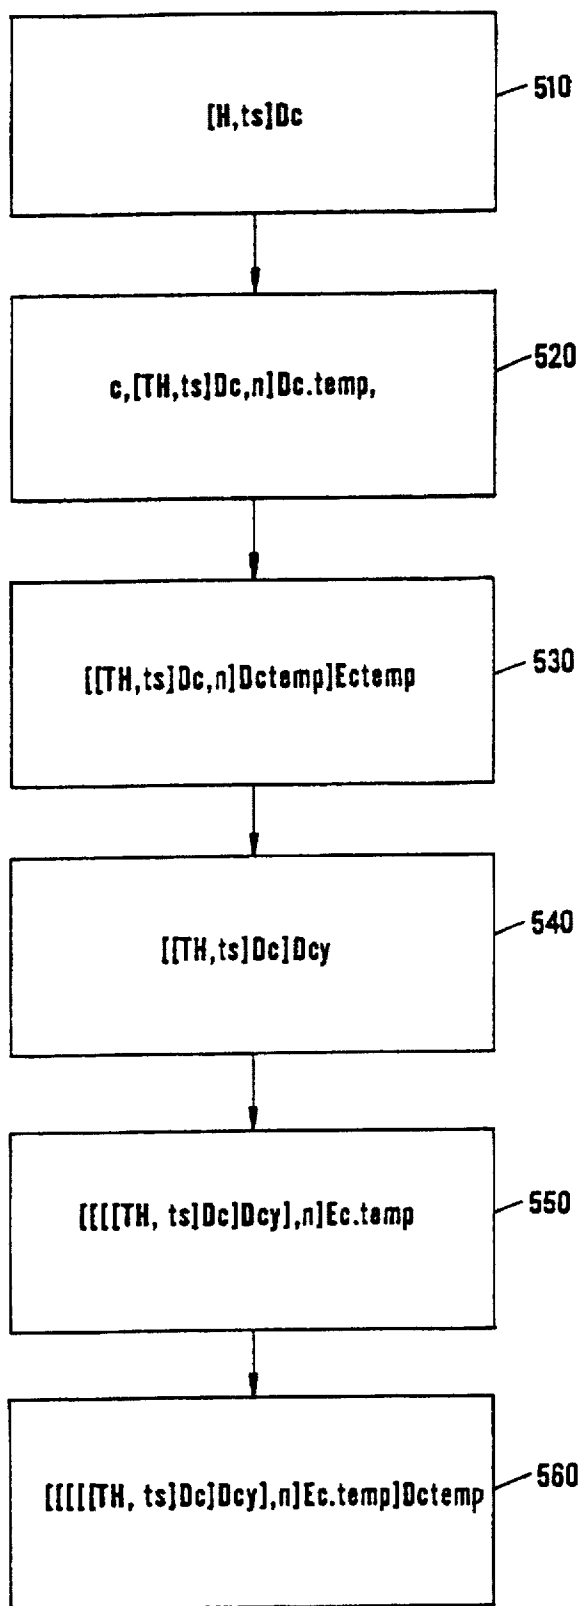 [H,ts]Dc
510
c,[TH,ts]Dc,n]Dc.temp,
520
[[TH,ts]Dc,n]Dctemp]Ectemp
530
[[TH,ts]Dc]Dcy
540
[[[[TH, ts]Dc]Dcy],n]Ec.temp
550
[[[[[TH, ts]Dc]Dcy],n]Ec.temp]Dctemp
560